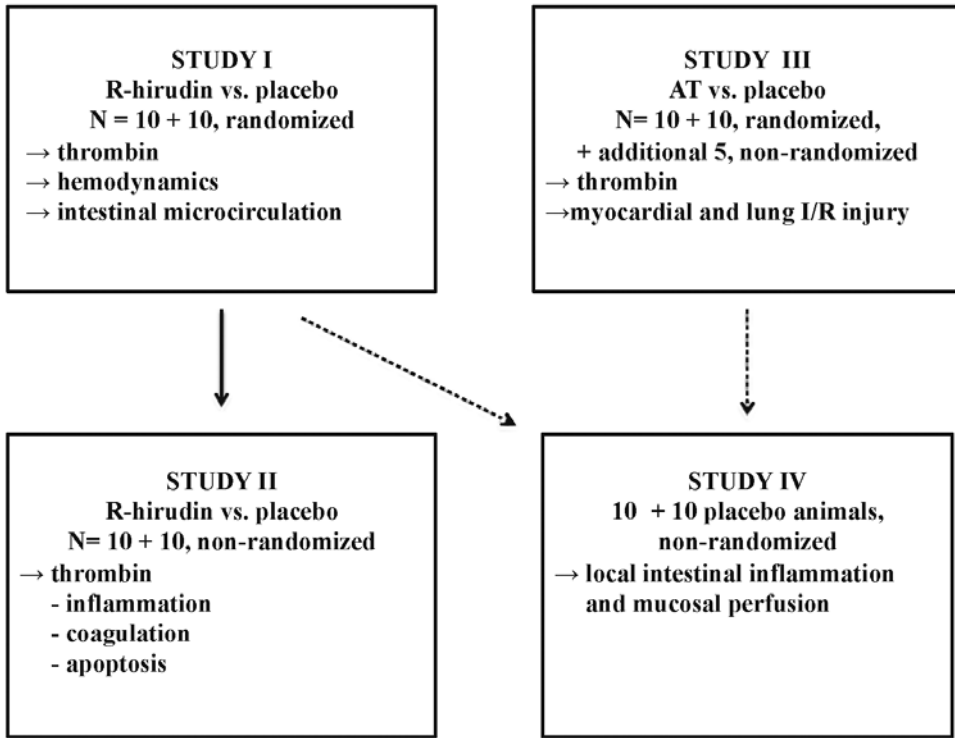 STUDY I
R-hirudin vs. placebo
N = 10 + 10, randomized
→ thrombin
→ hemodynamics
→ intestinal microcirculation
STUDY III
AT vs. placebo
N= 10 + 10, randomized,
+ additional 5, non-randomized
→ thrombin
→myocardial and lung I/R injury
STUDY II
R-hirudin vs. placebo
N= 10 + 10, non-randomized
→ thrombin
- inflammation
- coagulation
- apoptosis
STUDY IV
10 + 10 placebo animals,
non-randomized
→ local intestinal inflammation
and mucosal perfusion